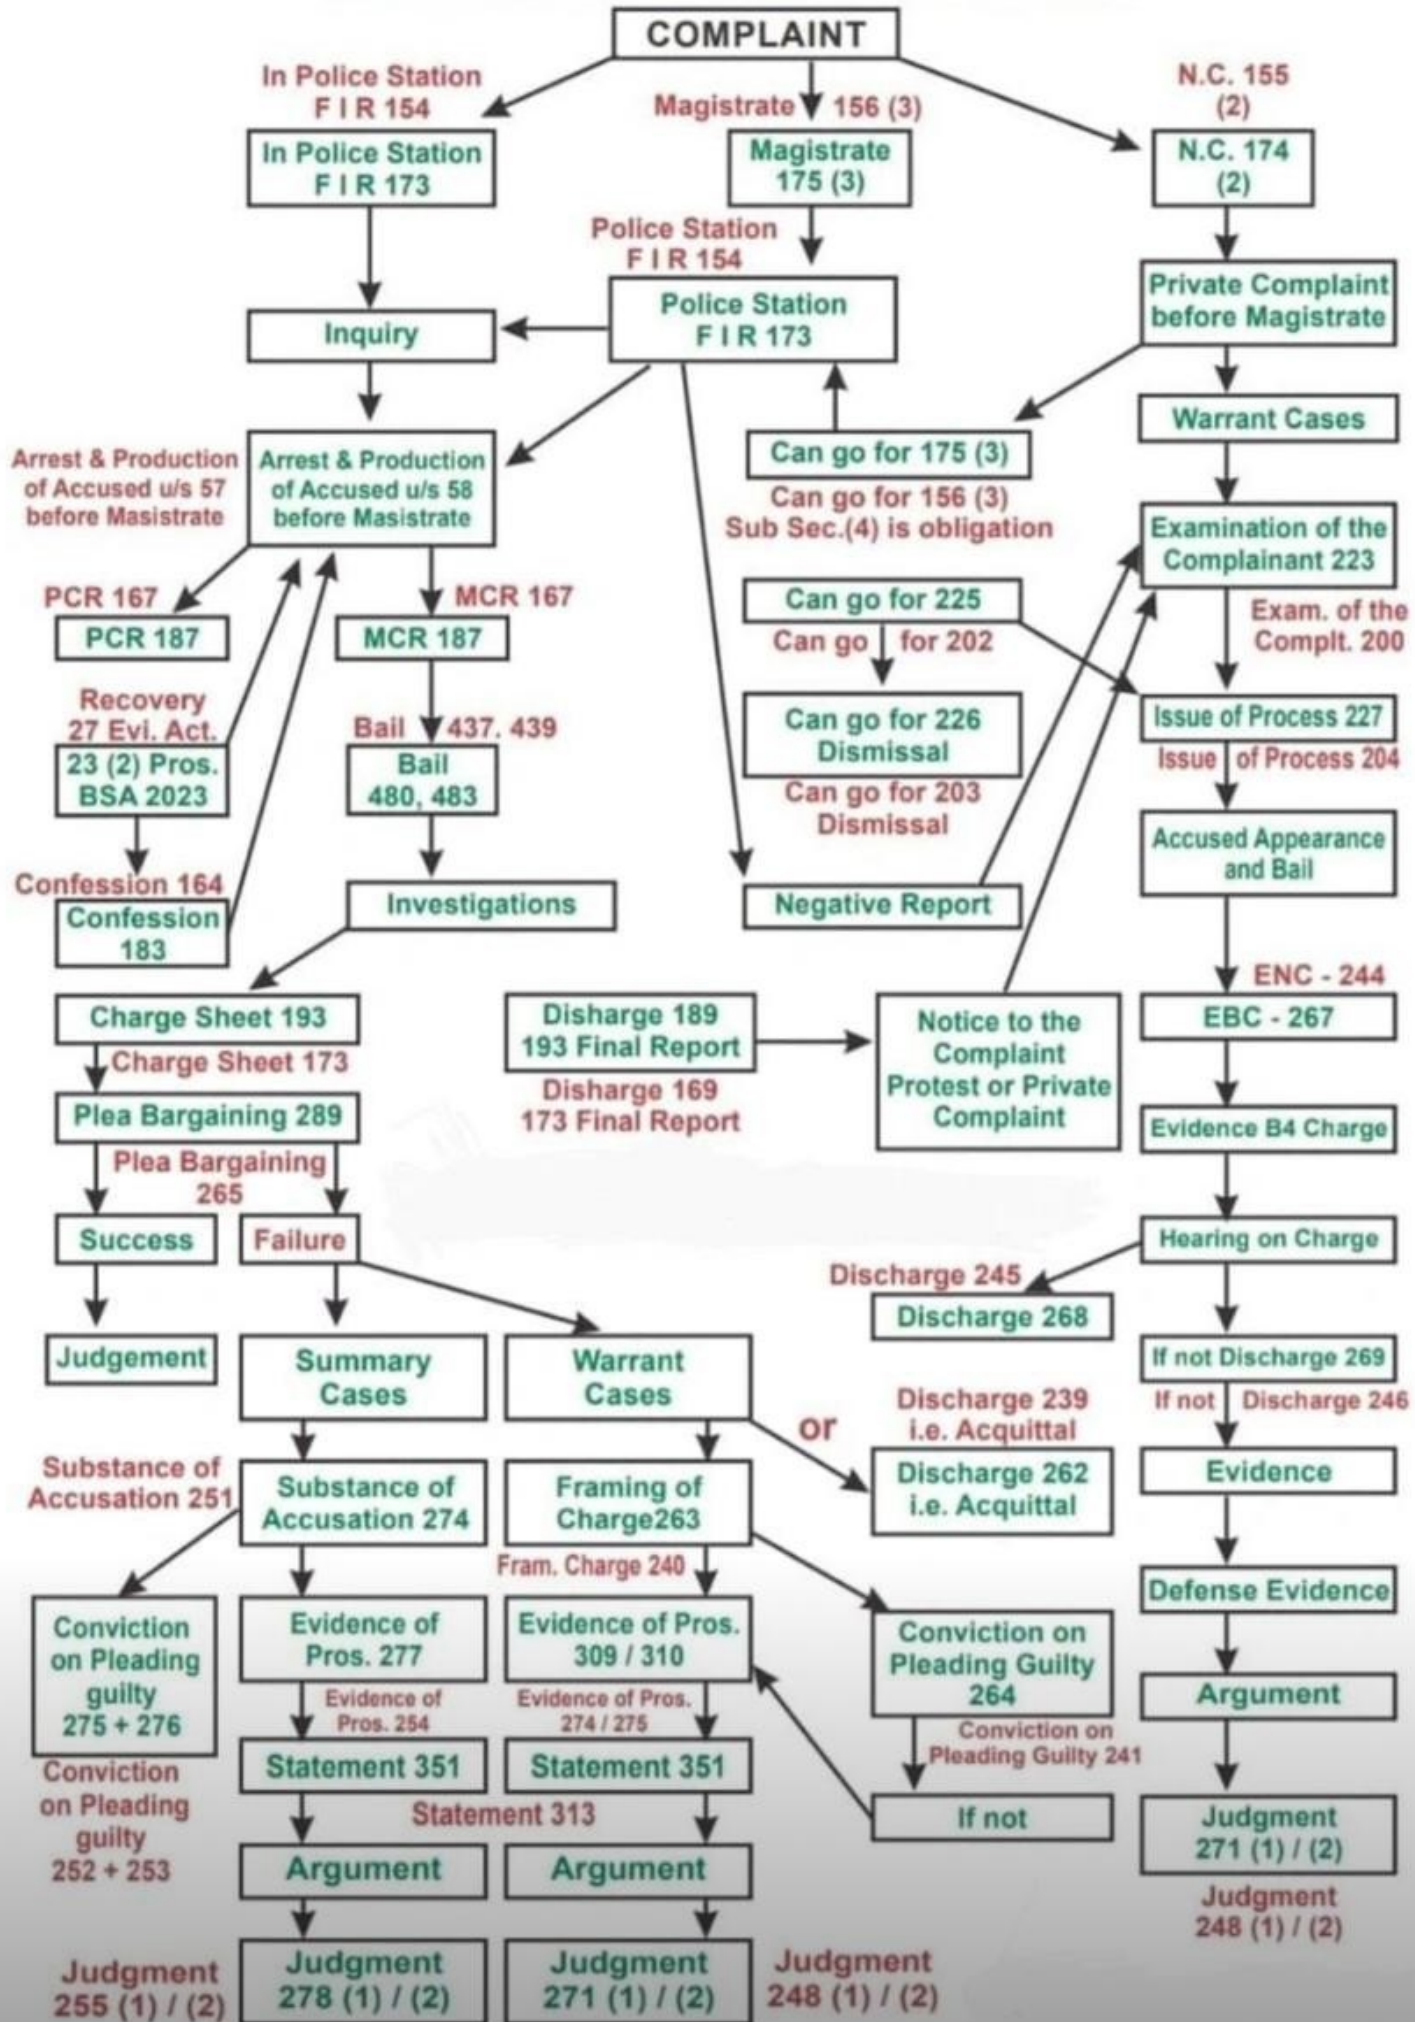 COMPLAINT
In Police Station
F I R 154
In Police Station
F I R 173
Magistrate 156 (3)
Magistrate
175 (3)
N.C. 155
(2)
N.C. 174
(2)
Police Station
F I R 154
Police Station
F I R 173
Inquiry
Private Complaint
before Magistrate
Warrant Cases
Arrest & Production
of Accused u/s 57
before Masistrate
Arrest & Production
of Accused u/s 58
before Masistrate
Can go for 175 (3)
Can go for 156 (3)
Sub Sec.(4) is obligation
Examination of the
Complainant 223
Exam. of the
Complt. 200
PCR 167
PCR 187
MCR 167
MCR 187
Can go for 225
Can go for 202
Can go for 226
Dismissal
Can go for 203
Dismissal
Issue of Process 227
Issue of Process 204
Recovery
27 Evi. Act.
23 (2) Pros.
BSA 2023
Bail 437. 439
Bail
480, 483
Accused Appearance
and Bail
Confession 164
Confession
183
Investigations
Negative Report
ENC - 244
EBC - 267
Charge Sheet 193
Charge Sheet 173
Disharge 189
193 Final Report
Disharge 169
173 Final Report
Notice to the
Complaint
Protest or Private
Complaint
Plea Bargaining 289
Plea Bargaining
265
Evidence B4 Charge
Success
Failure
Hearing on Charge
Discharge 245
Discharge 268
Judgement
Summary
Cases
Warrant
Cases
If not Discharge 269
If not Discharge 246
or
Discharge 239
i.e. Acquittal
Discharge 262
i.e. Acquittal
Substance of
Accusation 251
Substance of
Accusation 274
Framing of
Charge263
Fram. Charge 240
Evidence
Defense Evidence
Conviction
on Pleading
guilty
275 + 276
Conviction
on Pleading
guilty
252 + 253
Evidence of
Pros. 277
Evidence of
Pros. 254
Evidence of Pros.
309 / 310
Evidence of Pros.
274 / 275
Conviction on
Pleading Guilty
264
Conviction on
Pleading Guilty 241
Argument
Statement 351
Statement 351
Statement 313
If not
Judgment
271 (1) / (2)
Judgment
248 (1) / (2)
Argument
Argument
Judgment
255 (1) / (2)
Judgment
278 (1) / (2)
Judgment
271 (1) / (2)
Judgment
248 (1) / (2)